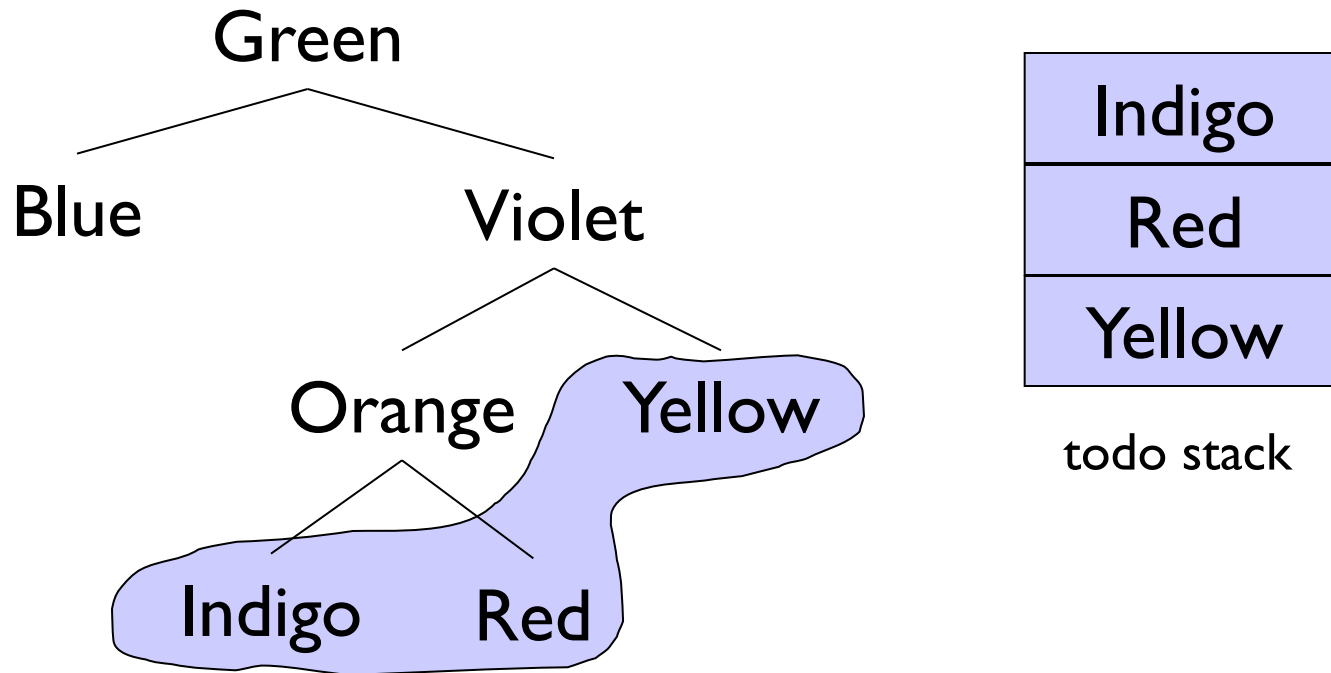 Green
Blue Violet
Orange Yellow
Indigo Red
Indigo
Red
Yellow
todo stack